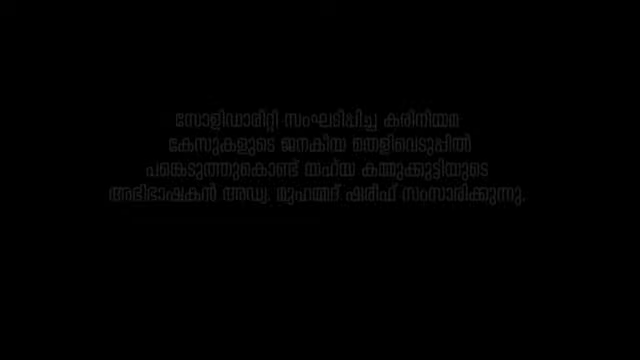 സോളിഡാരിറ്റി സംഘടിപ്പിച്ച കരിനിയമ
കേസുകളുടെ ജനകീയ തെളിവെടുപ്പിൽ
പങ്കെടുത്തുകൊണ്ട് യഹ്‌യ കമ്മുക്കുട്ടിയുടെ
അഭിഭാഷകൻ അഡ്വ. മുഹമ്മദ് ഷരീഫ് സംസാരിക്കുന്നു.